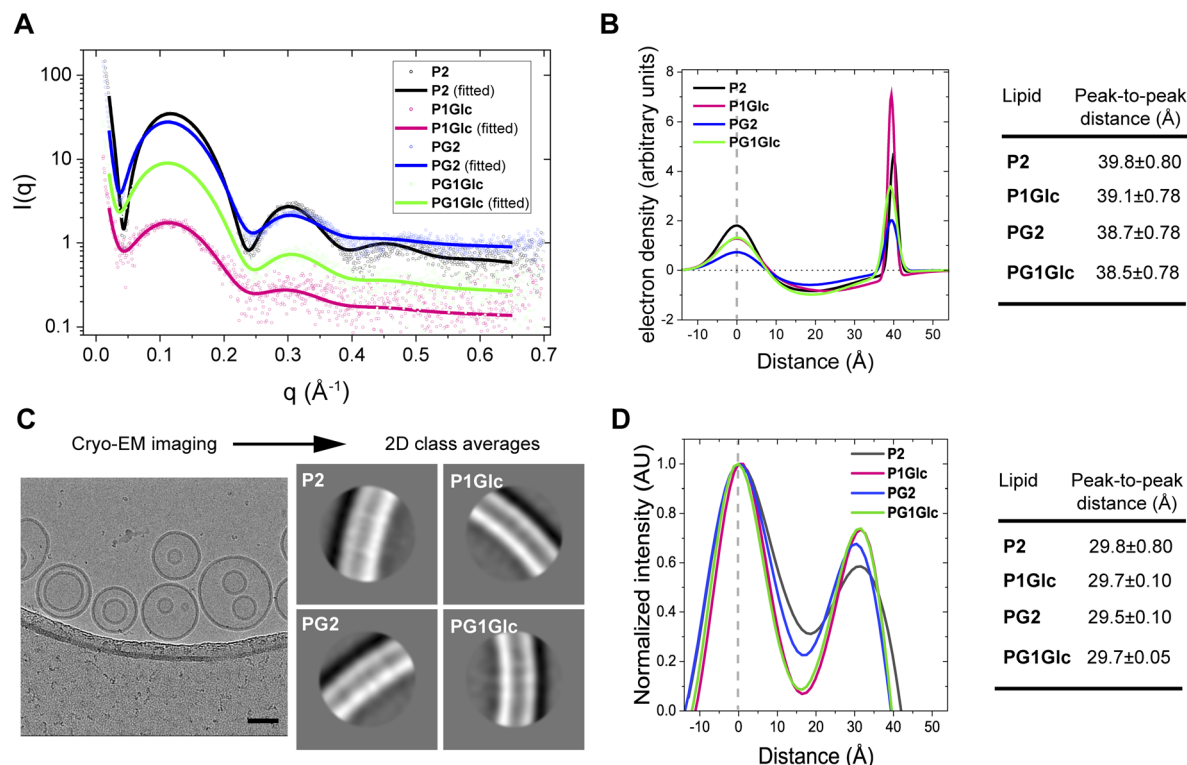 A
I(q)
100
10
1
0.1
0.0 0.1 0.2 0.3 0.4 0.5 0.6 0.7
q (Å⁻¹)
P2
P2 (fitted)
P1Glc
P1Glc (fitted)
PG2
PG2 (fitted)
PG1Glc
PG1Glc (fitted)
B
electron density (arbitrary units)
8
6
4
2
0
-2
-10 0 10 20 30 40 50
Distance (Å)
P2
P1Glc
PG2
PG1Glc
Lipid Peak-to-peak
distance (Å)
P2 39.8±0.80
P1Glc 39.1±0.78
PG2 38.7±0.78
PG1Glc 38.5±0.78
C
Cryo-EM imaging 2D class averages
P2 P1Glc
PG2 PG1Glc
D
Normalized intensity (AU)
1.0
0.8
0.6
0.4
0.2
0.0
-10 0 10 20 30 40 50
Distance (Å)
P2
P1Glc
PG2
PG1Glc
Lipid Peak-to-peak
distance (Å)
P2 29.8±0.80
P1Glc 29.7±0.10
PG2 29.5±0.10
PG1Glc 29.7±0.05